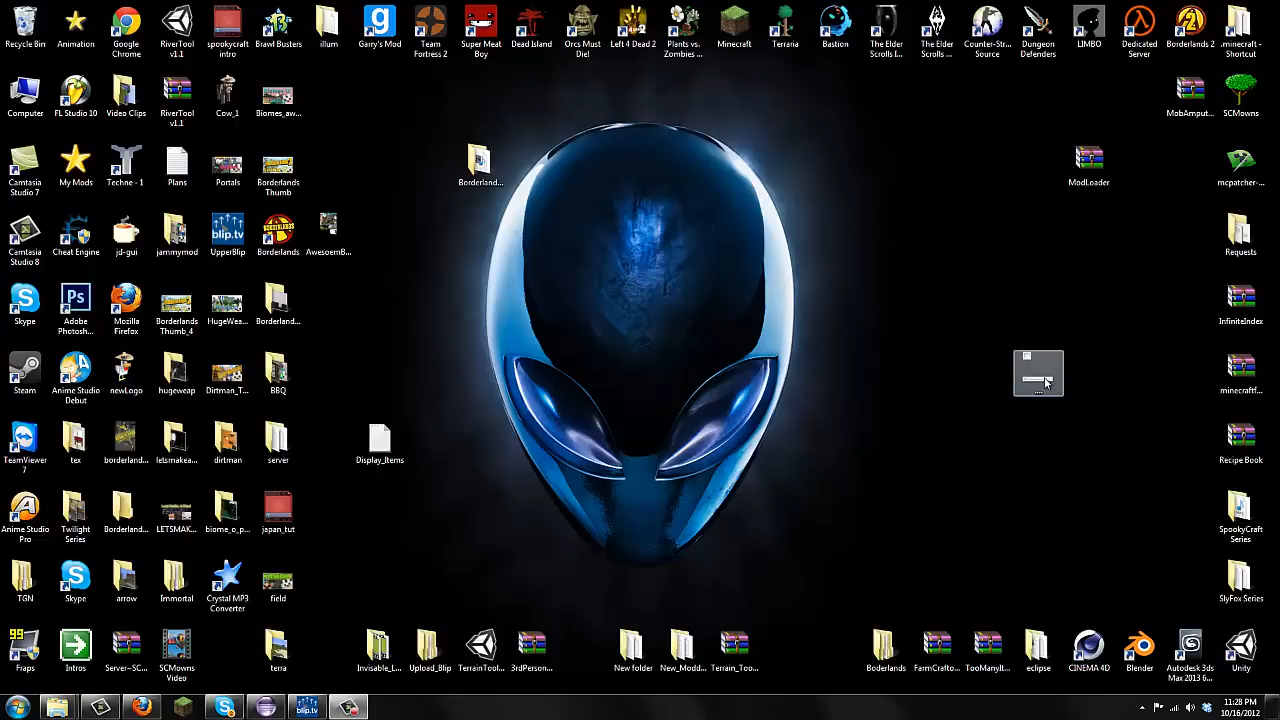 Recycle Bin
Animation
Google Chrome
RiverTool v1.1
spookycraft intro
Brawl Busters
illum
Garry's Mod
Team Fortress 2
Super Meat Boy
Dead Island
Orcs Must Die!
Left 4 Dead 2
Plants vs. Zombies ...
Minecraft
Terraria
Bastion
The Elder Scrolls I...
The Elder Scrolls ...
Counter-Str... Source
Dungeon Defenders
LIMBO
Dedicated Server
Borderlands 2
.minecraft - Shortcut
Computer
FL Studio 10
Video Clips
RiverTool v1.1
Cow_1
Biomes_aw...
MobAmput...
SCMowns
Camtasia Studio 7
My Mods
Techne - 1
Plans
Portals
Borderlands Thumb
Borderland...
ModLoader
mcpatcher-...
Camtasia Studio 8
Cheat Engine
jd-gui
jammymod
UpperBlip
Borderlands
AwesoemB...
Requests
Skype
Adobe Photosh...
Mozilla Firefox
Borderlands Thumb_4
HugeWea...
Borderland...
InfiniteIndex
Steam
Anime Studio Debut
newLogo
hugeweap
Dirtman_T...
BBQ
minecraftf...
TeamViewer 7
tex
borderland...
letsmakea...
dirtman
server
Display_Items
Recipe Book
Anime Studio Pro
Twilight Series
Borderland...
LETSMAK...
biome_o_p...
japan_tut
SpookyCraft Series
TGN
Skype
arrow
Immortal
Crystal MP3 Converter
field
SlyFox Series
99
Fraps
Intros
Server~SC...
SCMowns Video
terra
Invisable_L...
Upload_Blip
TerrainTool...
3rdPerson...
New folder
New_Modd...
Terrain_Too...
Boderlands
FarmCrafto...
TooManyIt...
eclipse
CINEMA 4D
Blender
Autodesk 3ds Max 2013 6...
Unity
blip.tv
11:28 PM
10/16/2012